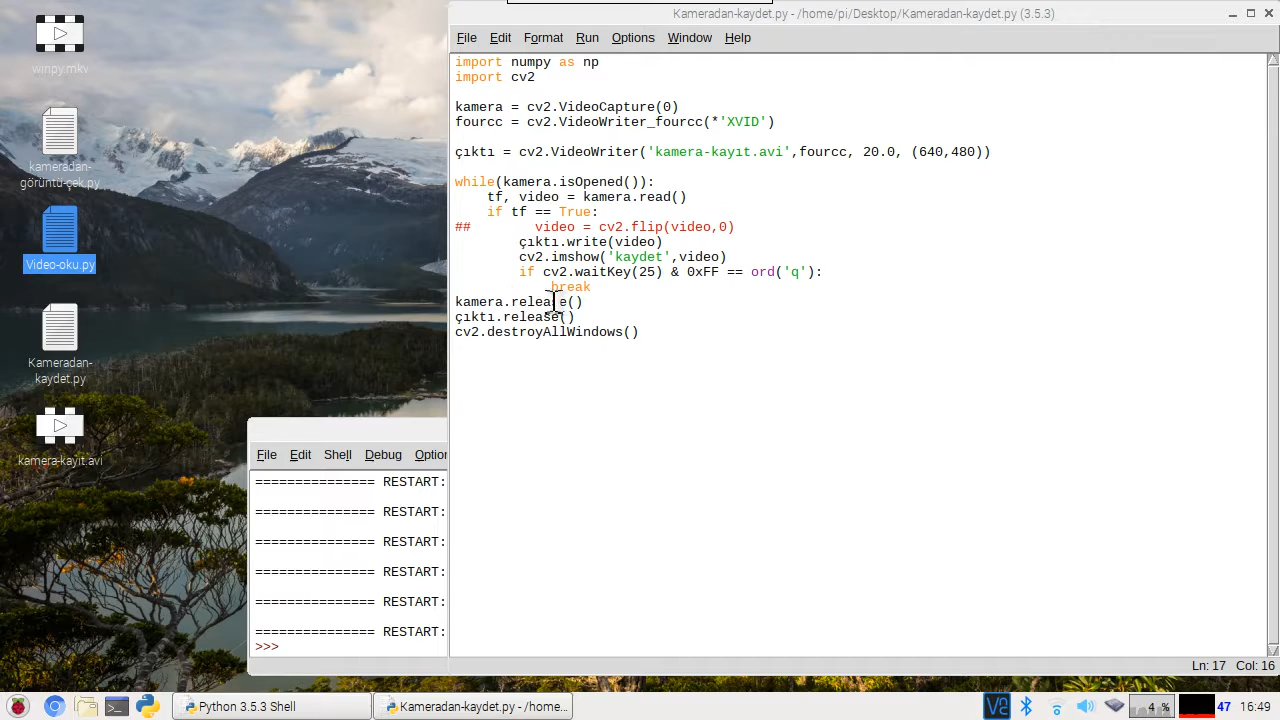 winpy.mkv
kameradan-
görüntü-çek.py
Video-oku.py
Kameradan-
kaydet.py
kamera-kayıt.avi
Kameradan-kaydet.py - /home/pi/Desktop/Kameradan-kaydet.py (3.5.3)
File Edit Format Run Options Window Help
import numpy as np
import cv2
kamera = cv2.VideoCapture(0)
fourcc = cv2.VideoWriter_fourcc(*'XVID')
çıktı = cv2.VideoWriter('kamera-kayıt.avi',fourcc, 20.0, (640,480))
while(kamera.isOpened()):
tf, video = kamera.read()
if tf == True:
## video = cv2.flip(video,0)
çıktı.write(video)
cv2.imshow('kaydet',video)
if cv2.waitKey(25) & 0xFF == ord('q'):
break
kamera.release()
çıktı.release()
cv2.destroyAllWindows()
Ln: 17 Col: 16
File Edit Shell Debug Option
=============== RESTART:
=============== RESTART:
=============== RESTART:
=============== RESTART:
=============== RESTART:
=============== RESTART:
>>>
Python 3.5.3 Shell
Kameradan-kaydet.py - /home...
4 %
47
16:49